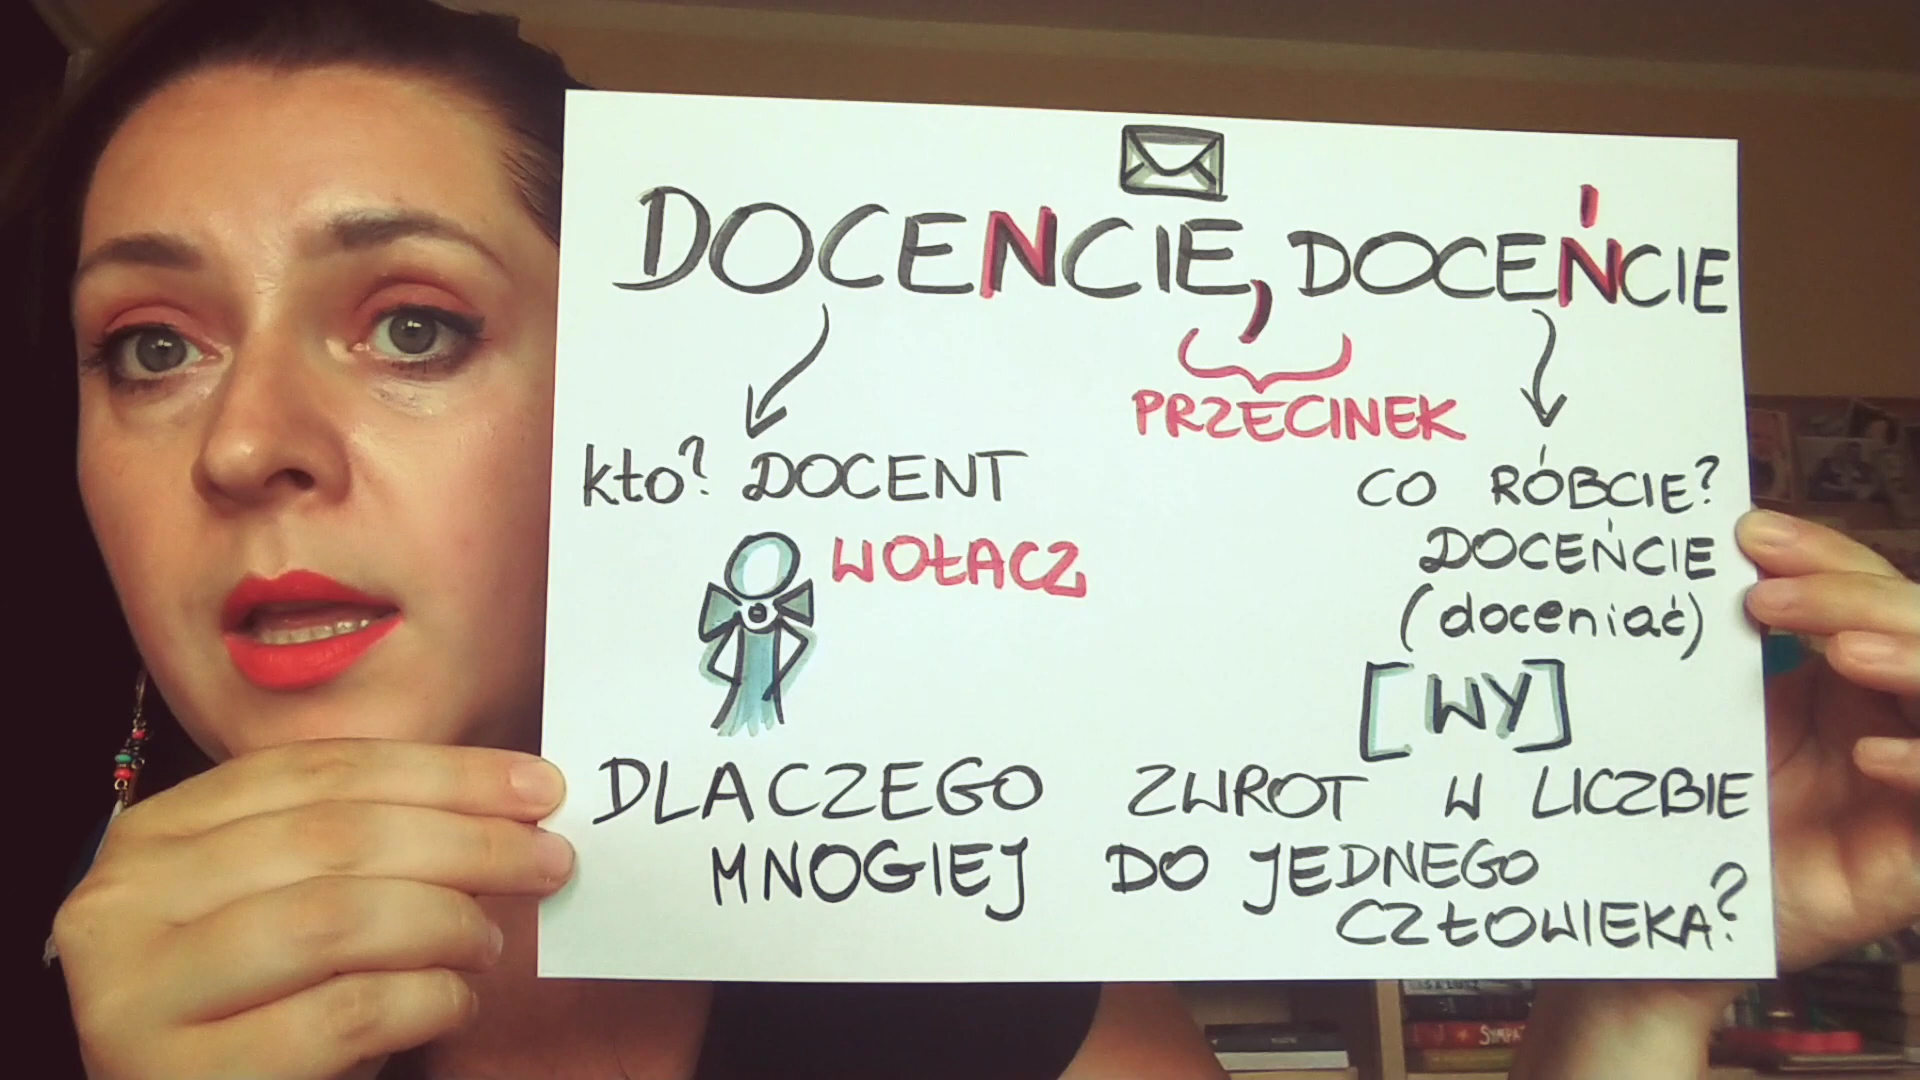 DOCENCIE, DOCEŃCIE
PRZECINEK
kto? DOCENT
WOŁACZ
CO RÓBCIE?
DOCEŃCIE
(doceniać)
[WY]
DLACZEGO ZWROT W LICZBIE
MNOGIEJ DO JEDNEGO
CZŁOWIEKA?